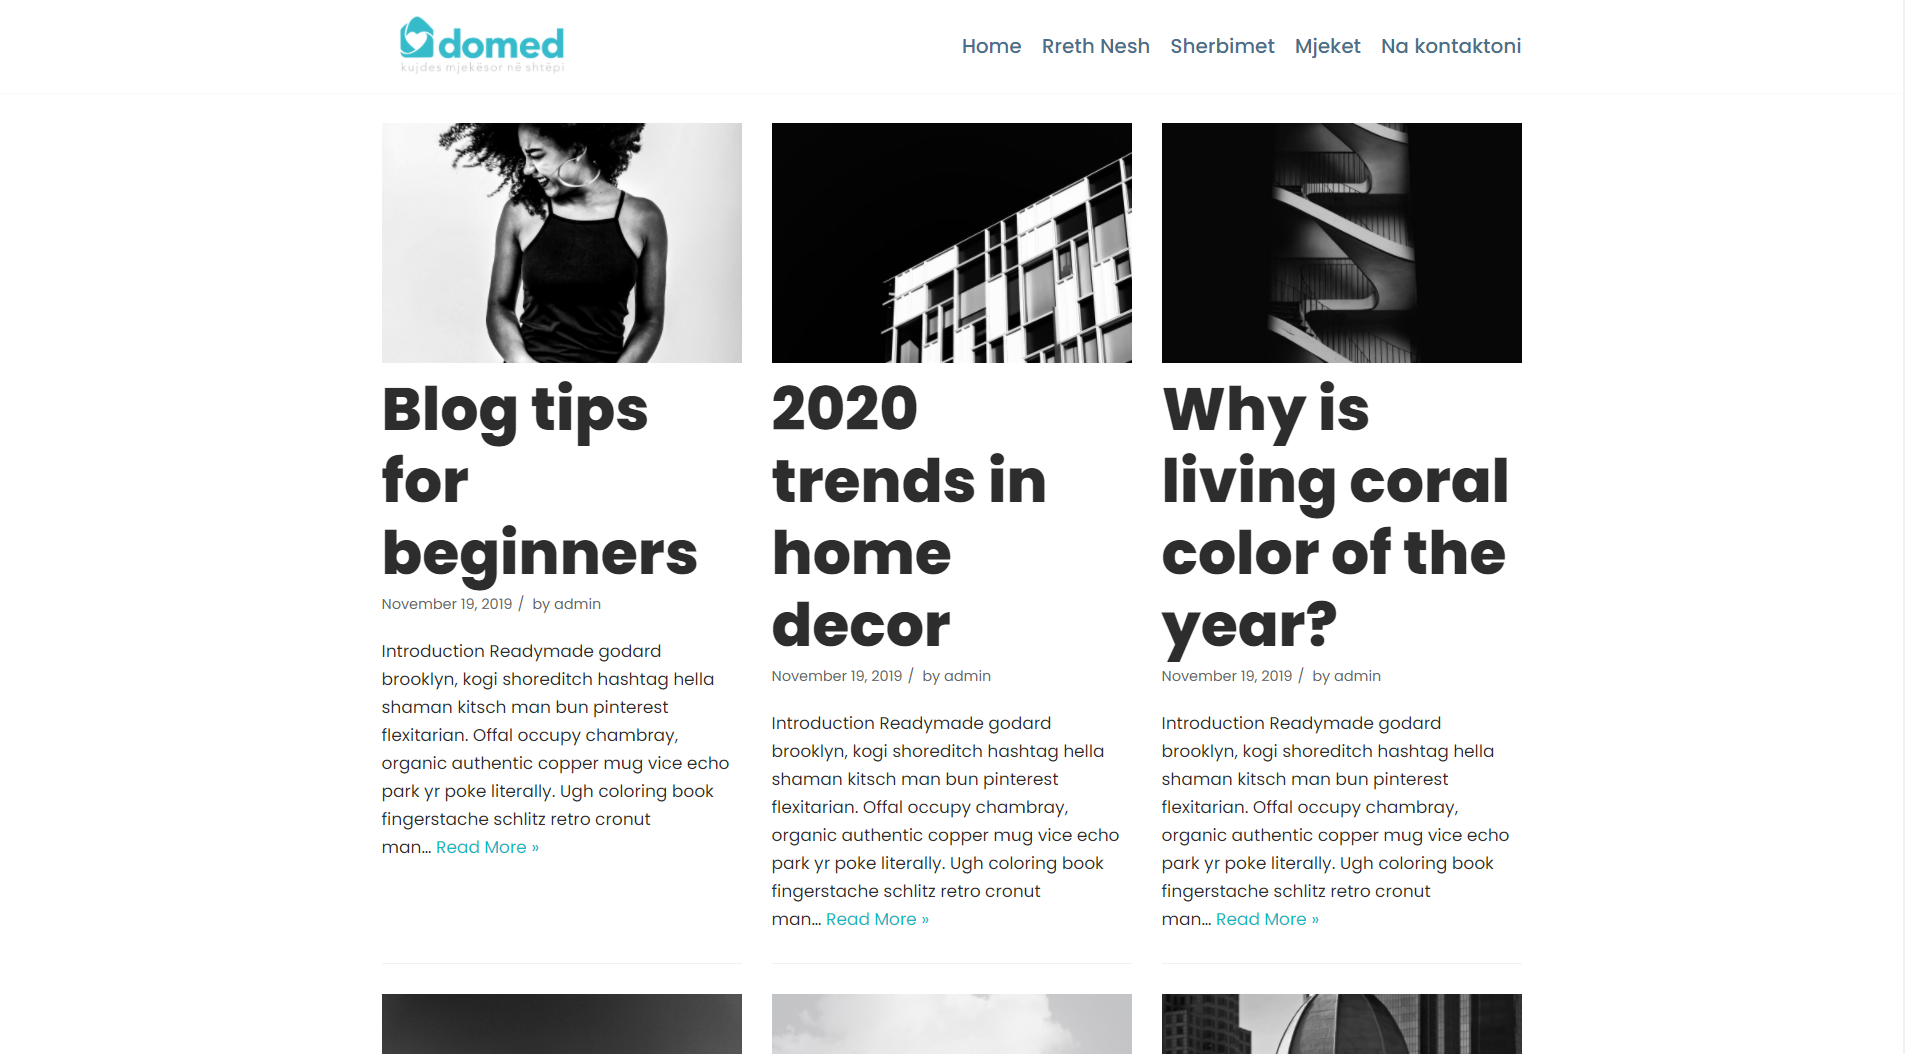 domed
kujdes mjekësor në shtëpi
Home Rreth Nesh Sherbimet Mjeket Na kontaktoni
Blog tips
for
beginners
November 19, 2019 / by admin
Introduction Readymade godard
brooklyn, kogi shoreditch hashtag hella
shaman kitsch man bun pinterest
flexitarian. Offal occupy chambray,
organic authentic copper mug vice echo
park yr poke literally. Ugh coloring book
fingerstache schlitz retro cronut
man... Read More »
2020
trends in
home
decor
November 19, 2019 / by admin
Introduction Readymade godard
brooklyn, kogi shoreditch hashtag hella
shaman kitsch man bun pinterest
flexitarian. Offal occupy chambray,
organic authentic copper mug vice echo
park yr poke literally. Ugh coloring book
fingerstache schlitz retro cronut
man... Read More »
Why is
living coral
color of the
year?
November 19, 2019 / by admin
Introduction Readymade godard
brooklyn, kogi shoreditch hashtag hella
shaman kitsch man bun pinterest
flexitarian. Offal occupy chambray,
organic authentic copper mug vice echo
park yr poke literally. Ugh coloring book
fingerstache schlitz retro cronut
man... Read More »